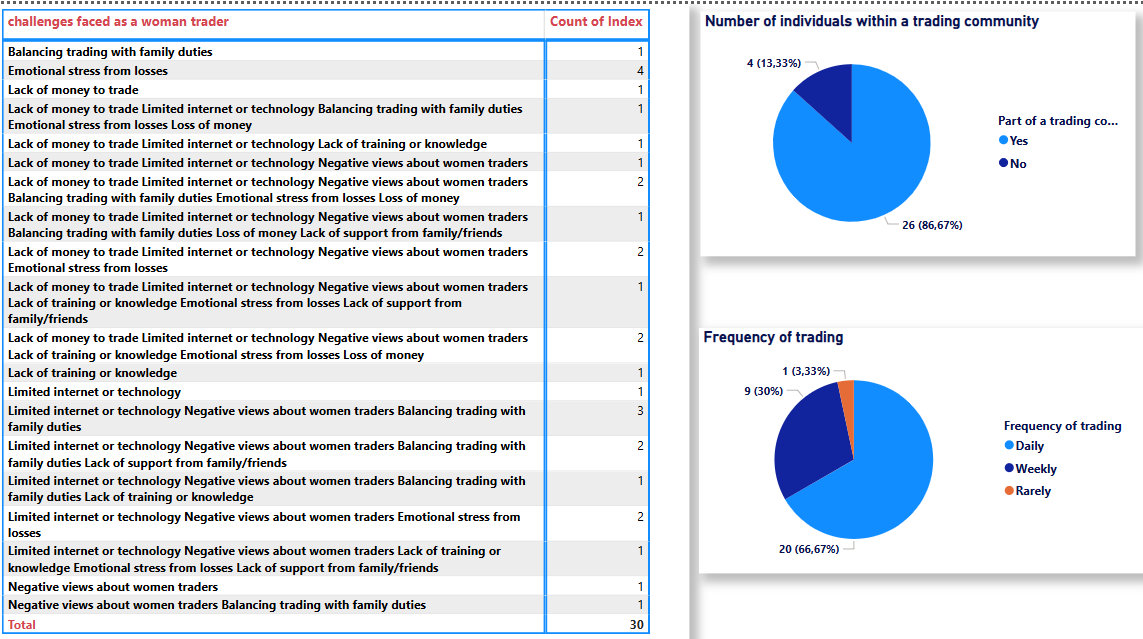 challenges faced as a woman trader Count of Index
Balancing trading with family duties 1
Emotional stress from losses 4
Lack of money to trade 1
Lack of money to trade Limited internet or technology Balancing trading with family duties 1
Emotional stress from losses Loss of money
Lack of money to trade Limited internet or technology Lack of training or knowledge 1
Lack of money to trade Limited internet or technology Negative views about women traders 1
Lack of money to trade Limited internet or technology Negative views about women traders 2
Balancing trading with family duties Emotional stress from losses Loss of money
Lack of money to trade Limited internet or technology Negative views about women traders 1
Balancing trading with family duties Loss of money Lack of support from family/friends
Lack of money to trade Limited internet or technology Negative views about women traders 2
Emotional stress from losses
Lack of money to trade Limited internet or technology Negative views about women traders 1
Lack of training or knowledge Emotional stress from losses Lack of support from
family/friends
Lack of money to trade Limited internet or technology Negative views about women traders 2
Lack of training or knowledge Emotional stress from losses Loss of money
Lack of training or knowledge 1
Limited internet or technology 1
Limited internet or technology Negative views about women traders Balancing trading with 3
family duties
Limited internet or technology Negative views about women traders Balancing trading with 2
family duties Lack of support from family/friends
Limited internet or technology Negative views about women traders Balancing trading with 1
family duties Lack of training or knowledge
Limited internet or technology Negative views about women traders Emotional stress from 2
losses
Limited internet or technology Negative views about women traders Lack of training or 1
knowledge Emotional stress from losses Lack of support from family/friends
Negative views about women traders 1
Negative views about women traders Balancing trading with family duties 1
Total 30
Number of individuals within a trading community
4 (13,33%)
26 (86,67%)
Part of a trading co...
Yes
No
Frequency of trading
1 (3,33%)
9 (30%)
20 (66,67%)
Frequency of trading
Daily
Weekly
Rarely